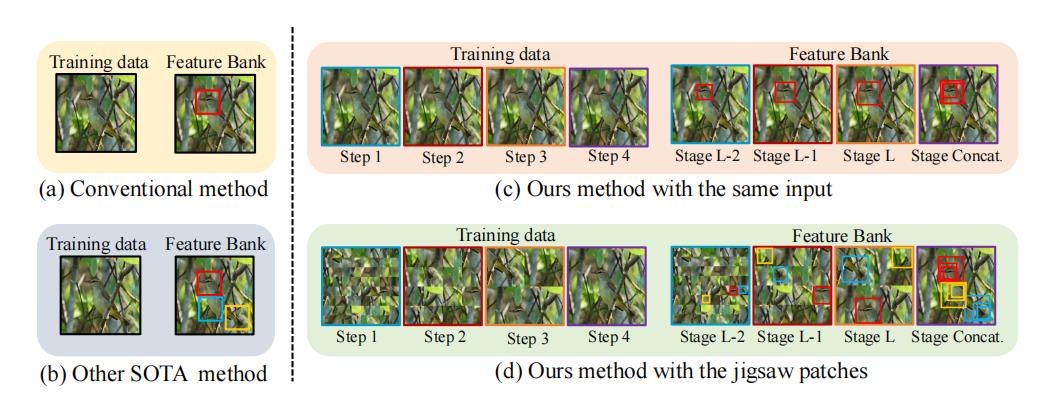 Training data Feature Bank
(a) Conventional method
Training data Feature Bank
(b) Other SOTA method
Training data Feature Bank
Step 1 Step 2 Step 3 Step 4 Stage L-2 Stage L-1 Stage L Stage Concat.
(c) Ours method with the same input
Training data Feature Bank
Step 1 Step 2 Step 3 Step 4 Stage L-2 Stage L-1 Stage L Stage Concat.
(d) Ours method with the jigsaw patches